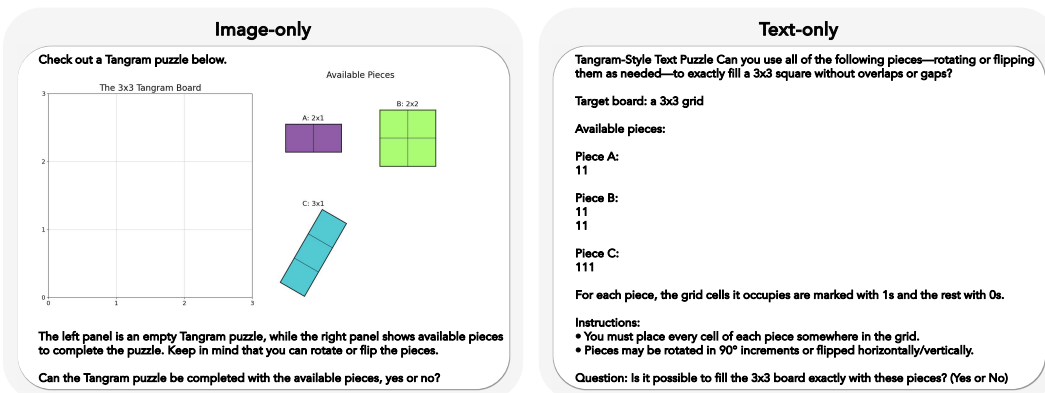 Image-only
Check out a Tangram puzzle below.
Available Pieces
The 3x3 Tangram Board
3
2
1
0
0
1
2
3
A: 2x1
B: 2x2
C: 3x1
The left panel is an empty Tangram puzzle, while the right panel shows available pieces
to complete the puzzle. Keep in mind that you can rotate or flip the pieces.
Can the Tangram puzzle be completed with the available pieces, yes or no?
Text-only
Tangram-Style Text Puzzle Can you use all of the following pieces—rotating or flipping
them as needed—to exactly fill a 3x3 square without overlaps or gaps?
Target board: a 3x3 grid
Available pieces:
Piece A:
11
Piece B:
11
11
Piece C:
111
For each piece, the grid cells it occupies are marked with 1s and the rest with 0s.
Instructions:
• You must place every cell of each piece somewhere in the grid.
• Pieces may be rotated in 90° increments or flipped horizontally/vertically.
Question: Is it possible to fill the 3x3 board exactly with these pieces? (Yes or No)